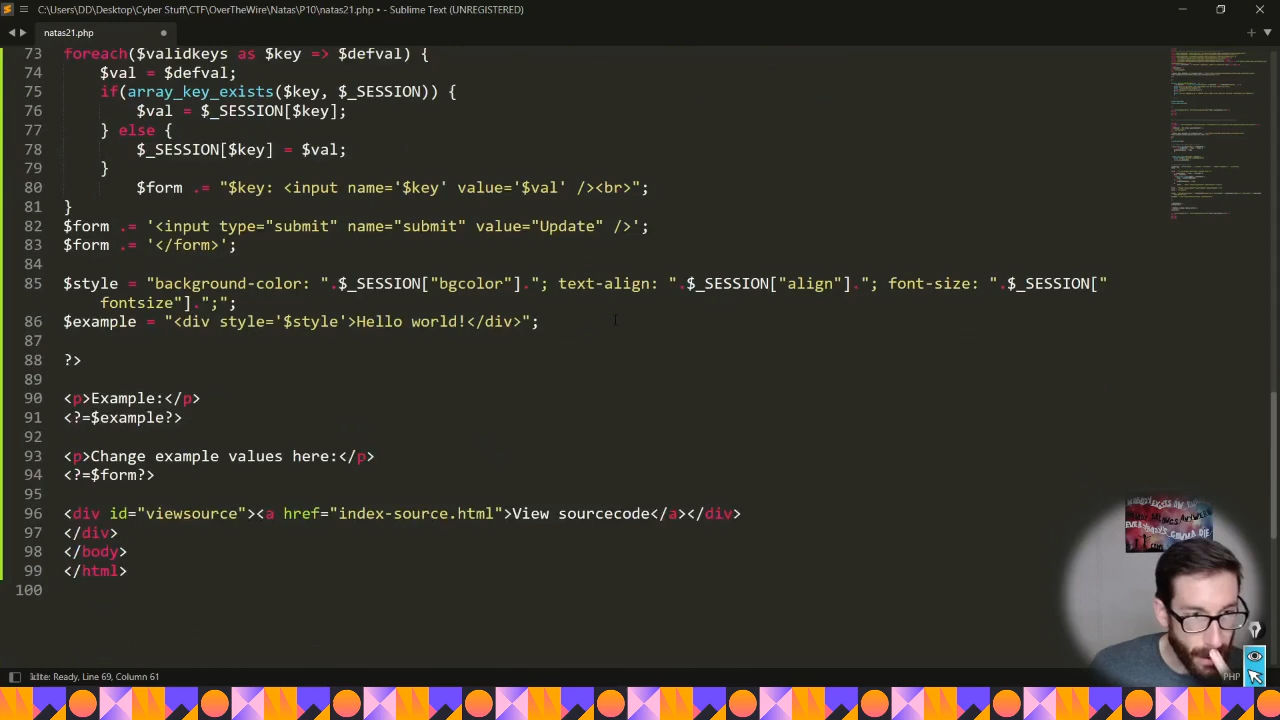 C:\Users\DD\Desktop\Cyber Stuff\CTF\OverTheWire\Natas\P10\natas21.php • - Sublime Text (UNREGISTERED)
natas21.php
73 foreach($validkeys as $key => $defval) {
74 $val = $defval;
75 if(array_key_exists($key, $_SESSION)) {
76 $val = $_SESSION[$key];
77 } else {
78 $_SESSION[$key] = $val;
79 }
80 $form .= "$key: <input name='$key' value='$val' /><br>";
81 }
82 $form .= '<input type="submit" name="submit" value="Update" />';
83 $form .= '</form>';
84
85 $style = "background-color: ".$_SESSION["bgcolor"]."; text-align: ".$_SESSION["align"]."; font-size: ".$_SESSION["
fontsize"].";";
86 $example = "<div style='$style'>Hello world!</div>";
87
88 ?>
89
90 <p>Example:</p>
91 <?=$example?>
92
93 <p>Change example values here:</p>
94 <?=$form?>
95
96 <div id="viewsource"><a href="index-source.html">View sourcecode</a></div>
97 </div>
98 </body>
99 </html>
100
Ready, Line 69, Column 61
PHP